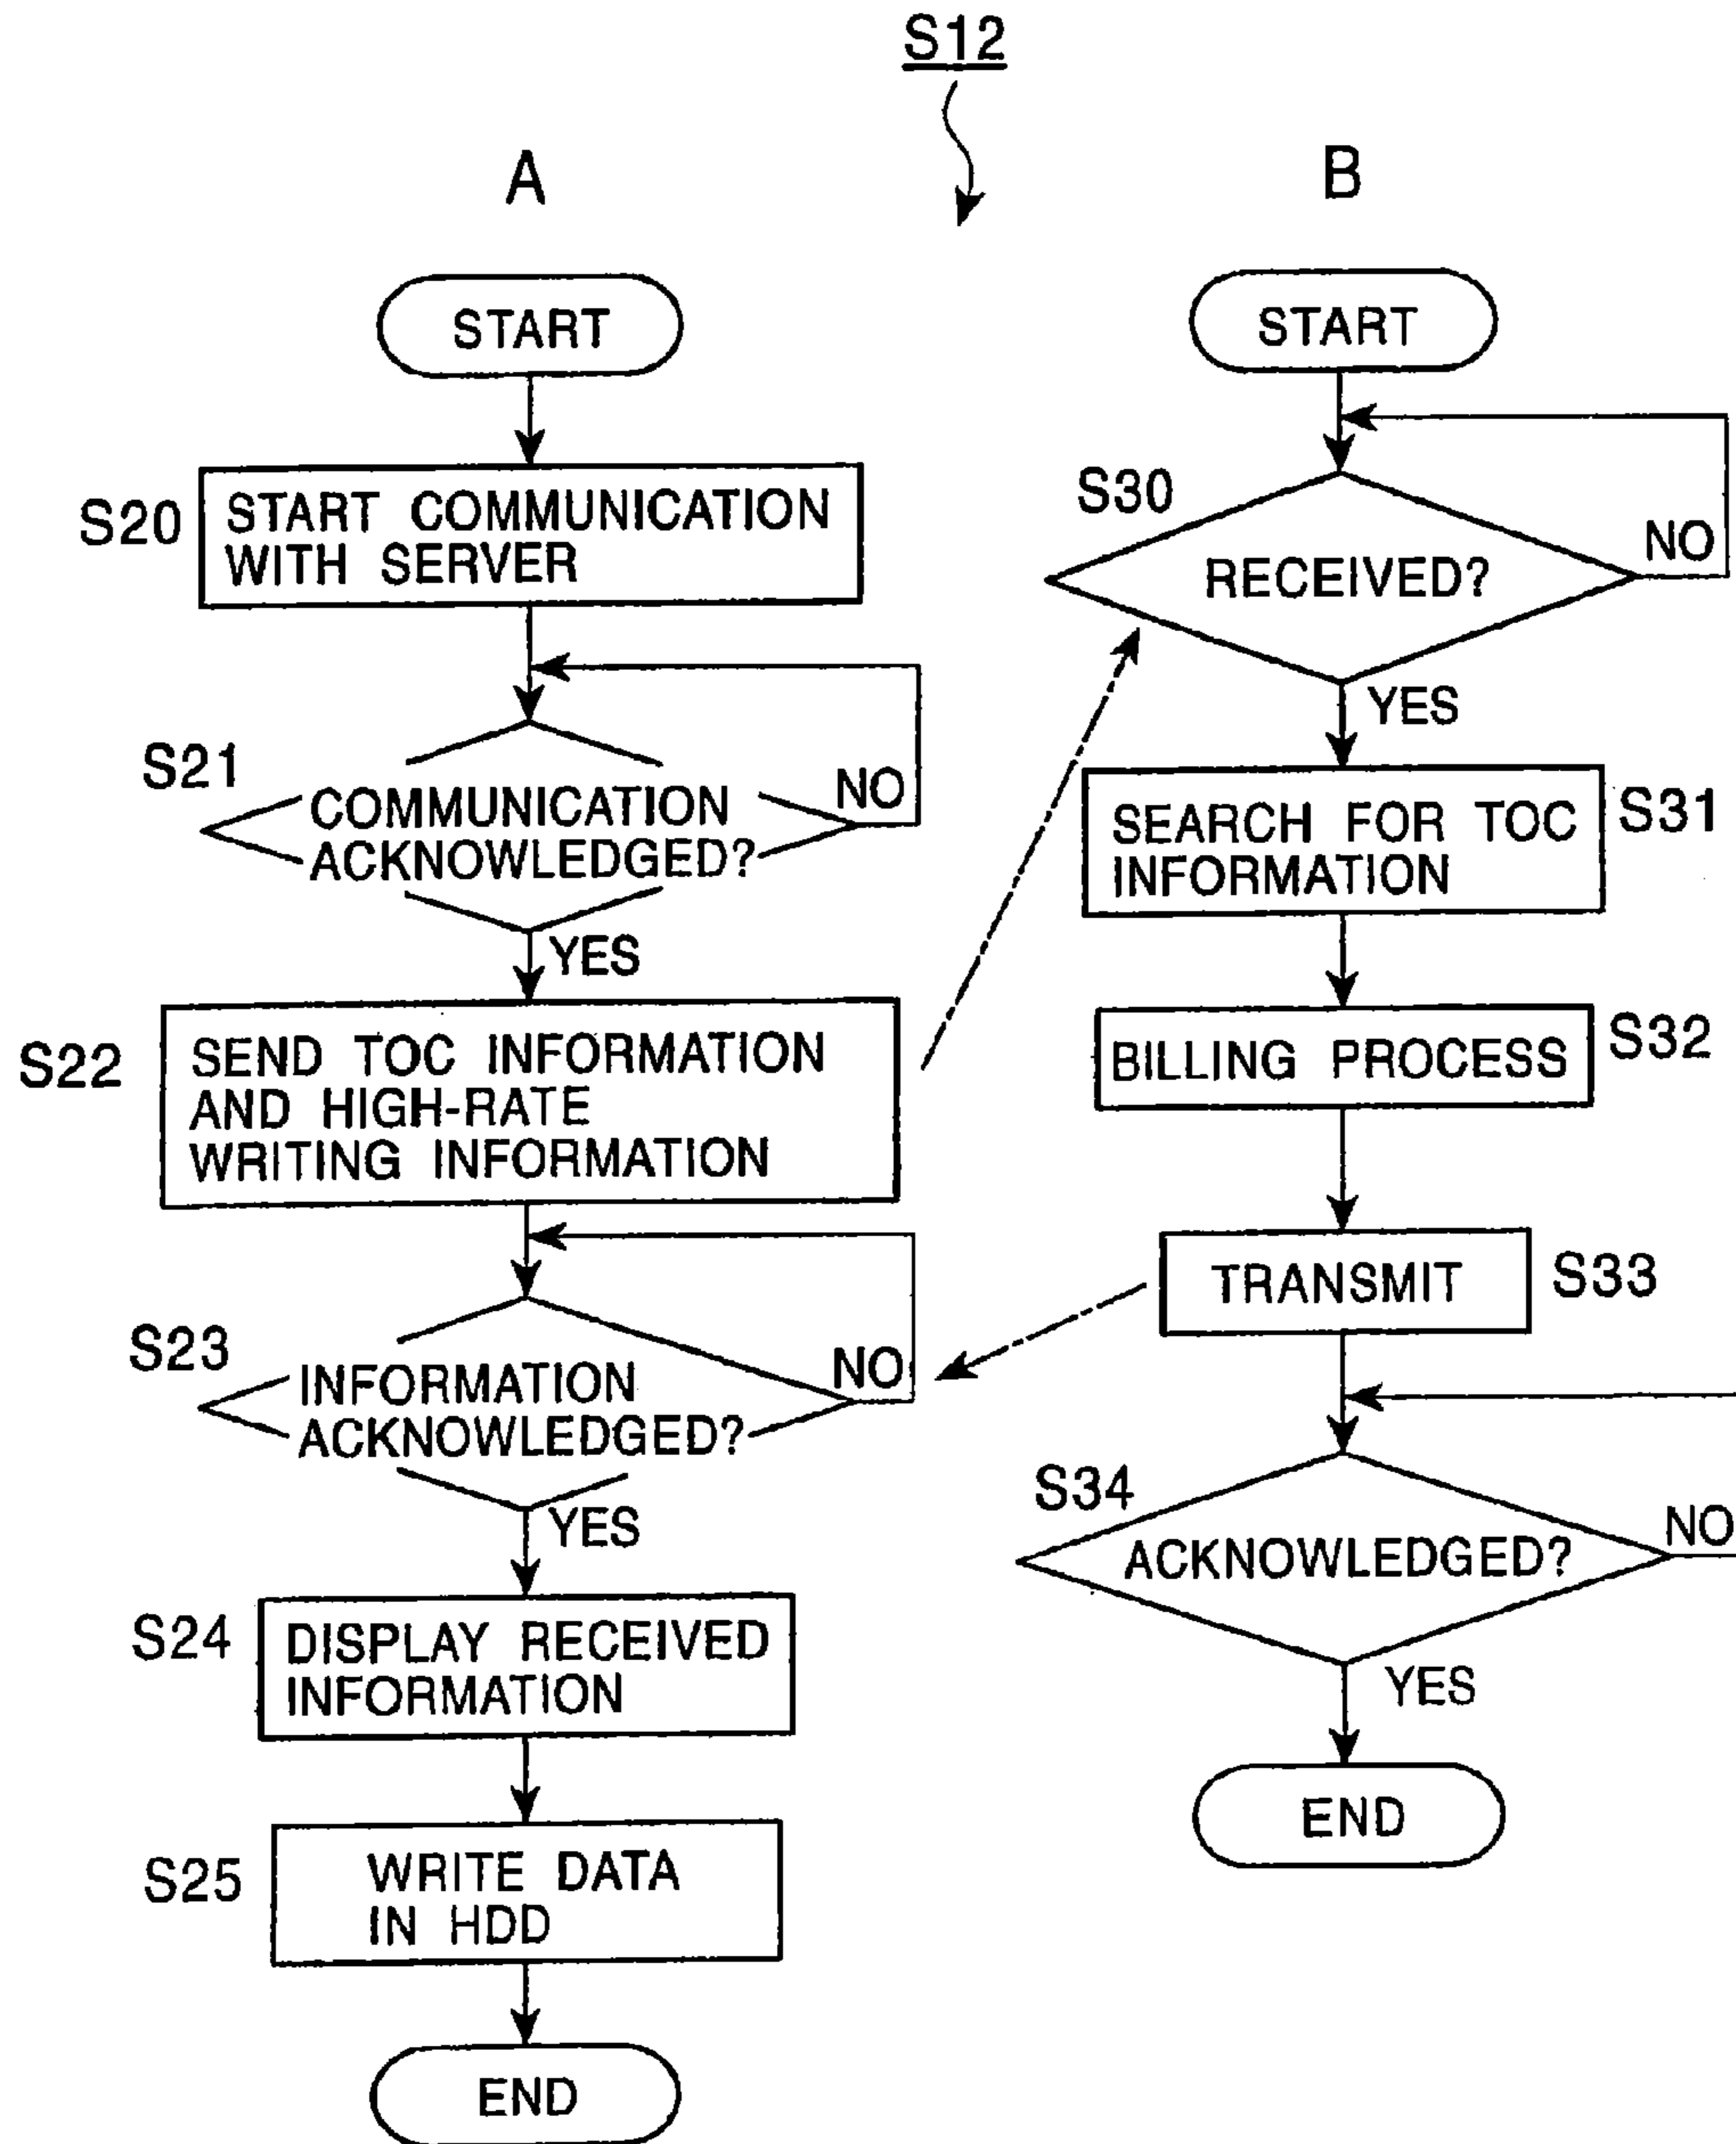 S12
A
START
S20
START COMMUNICATION
WITH SERVER
S21
COMMUNICATION
ACKNOWLEDGED?
NO
YES
S22
SEND TOC INFORMATION
AND HIGH-RATE
WRITING INFORMATION
S23
INFORMATION
ACKNOWLEDGED?
NO
YES
S24
DISPLAY RECEIVED
INFORMATION
S25
WRITE DATA
IN HDD
END
B
START
S30
RECEIVED?
NO
YES
SEARCH FOR TOC
INFORMATION
S31
BILLING PROCESS
S32
TRANSMIT
S33
S34
ACKNOWLEDGED?
NO
YES
END